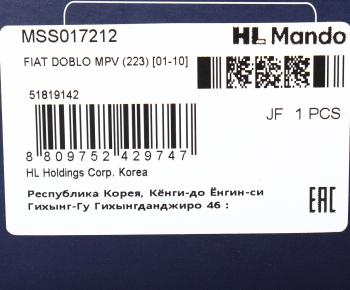 MSS017212
HL Mando
FIAT DOBLO MPV (223) [01-10]
51819142
JF 1 PCS
8 809752 429747
HL Holdings Corp. Korea
Республика Корея, Кёнги-до Ёнгин-си
Гихынг-Гу Гихынгданджиро 46 :
EAC